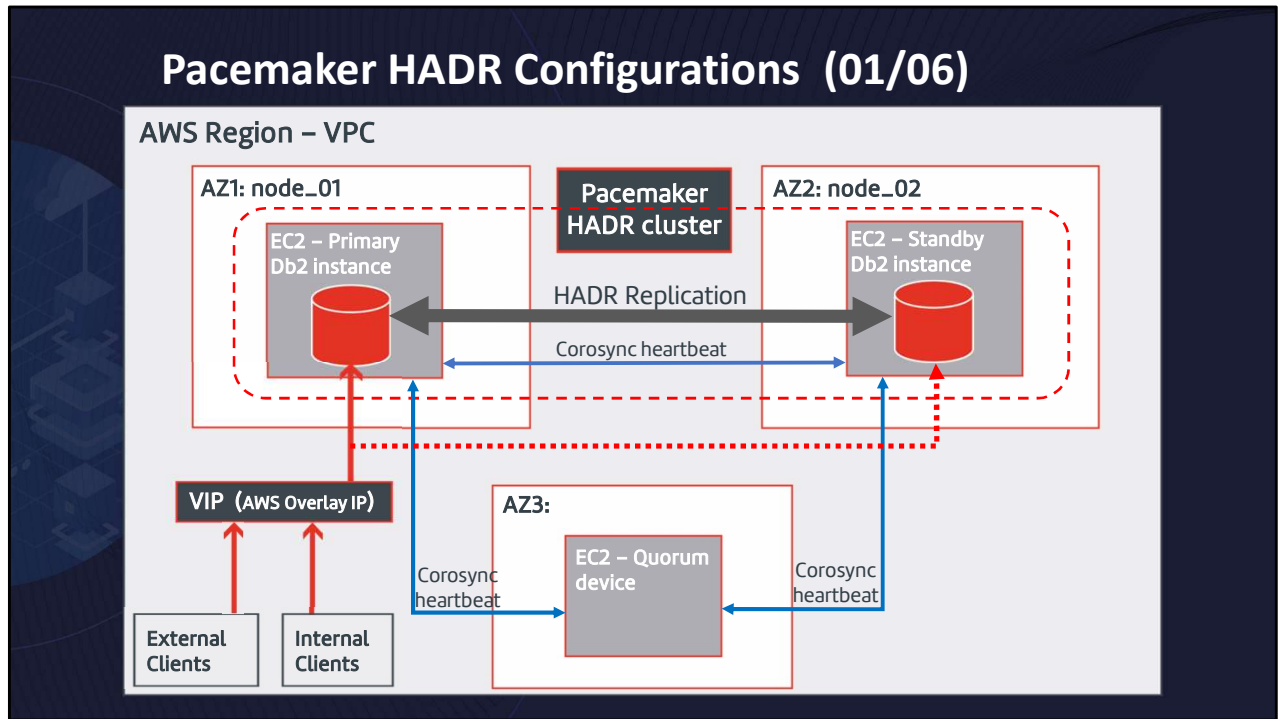 Pacemaker HADR Configurations (01/06)
AWS Region – VPC
AZ1: node_01
Pacemaker
HADR cluster
AZ2: node_02
EC2 – Primary
Db2 instance
EC2 – Standby
Db2 instance
HADR Replication
Corosync heartbeat
VIP (AWS Overlay IP)
AZ3:
EC2 – Quorum
device
Corosync
heartbeat
Corosync
heartbeat
External
Clients
Internal
Clients